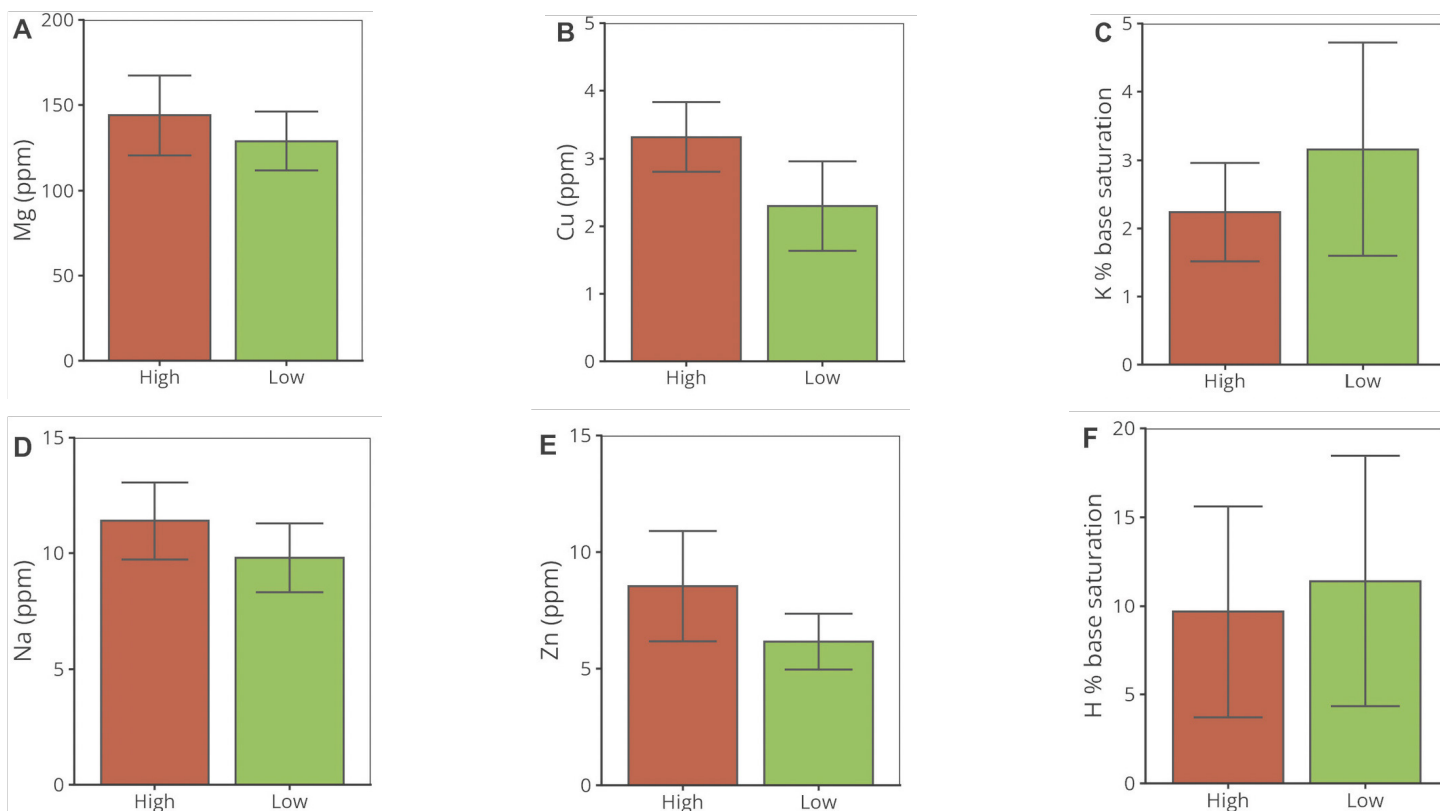 A
Mg (ppm)
200
150
100
50
0
High
Low
B
Cu (ppm)
5
4
3
2
1
0
High
Low
C
K % base saturation
5
4
3
2
1
0
High
Low
D
Na (ppm)
15
10
5
0
High
Low
E
Zn (ppm)
15
10
5
0
High
Low
F
H % base saturation
20
15
10
5
0
High
Low